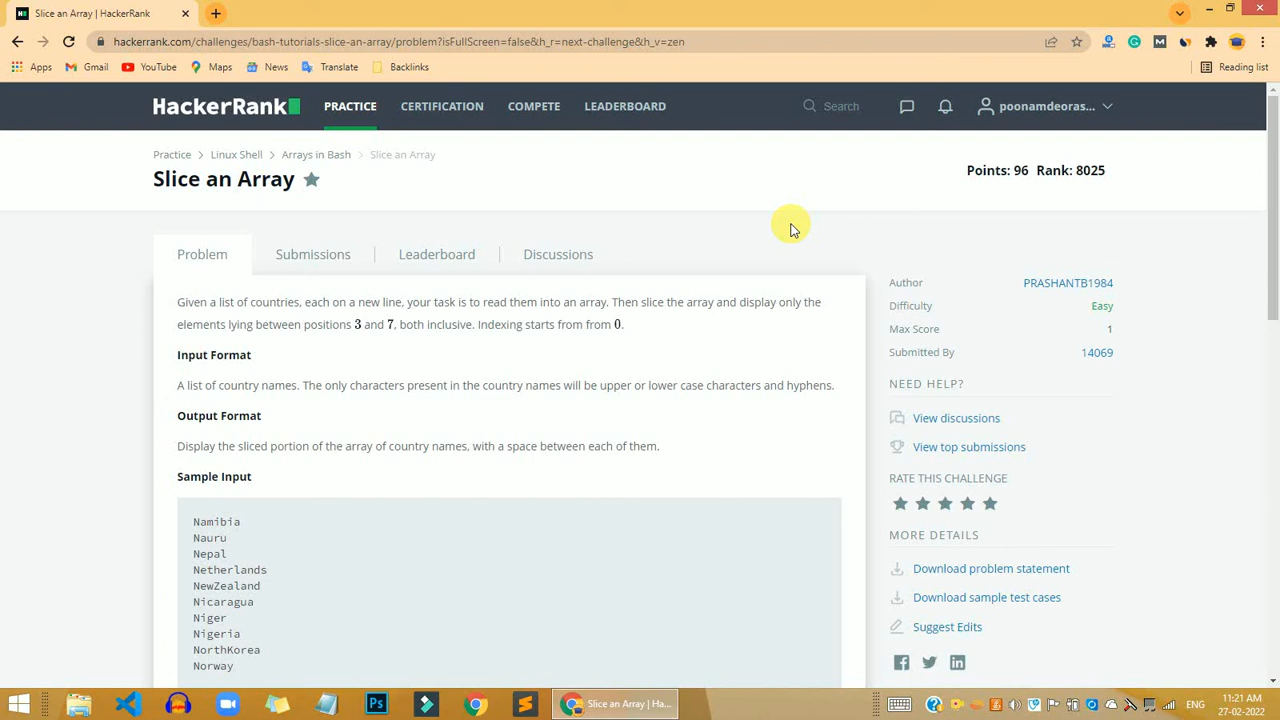 Slice an Array | HackerRank
hackerrank.com/challenges/bash-tutorials-slice-an-array/problem?isFullScreen=false&h_r=next-challenge&h_v=zen
Apps Gmail YouTube Maps News Translate Backlinks Reading list
HackerRank PRACTICE CERTIFICATION COMPETE LEADERBOARD Search poonamdeoras...
Practice > Linux Shell > Arrays in Bash > Slice an Array
Slice an Array
Points: 96 Rank: 8025
Problem Submissions Leaderboard Discussions
Given a list of countries, each on a new line, your task is to read them into an array. Then slice the array and display only the
elements lying between positions 3 and 7, both inclusive. Indexing starts from from 0.
Input Format
A list of country names. The only characters present in the country names will be upper or lower case characters and hyphens.
Output Format
Display the sliced portion of the array of country names, with a space between each of them.
Sample Input
Namibia
Nauru
Nepal
Netherlands
NewZealand
Nicaragua
Niger
Nigeria
NorthKorea
Norway
Author PRASHANTB1984
Difficulty Easy
Max Score 1
Submitted By 14069
NEED HELP?
View discussions
View top submissions
RATE THIS CHALLENGE
MORE DETAILS
Download problem statement
Download sample test cases
Suggest Edits
Slice an Array | Ha...
ENG
11:21 AM
27-02-2022